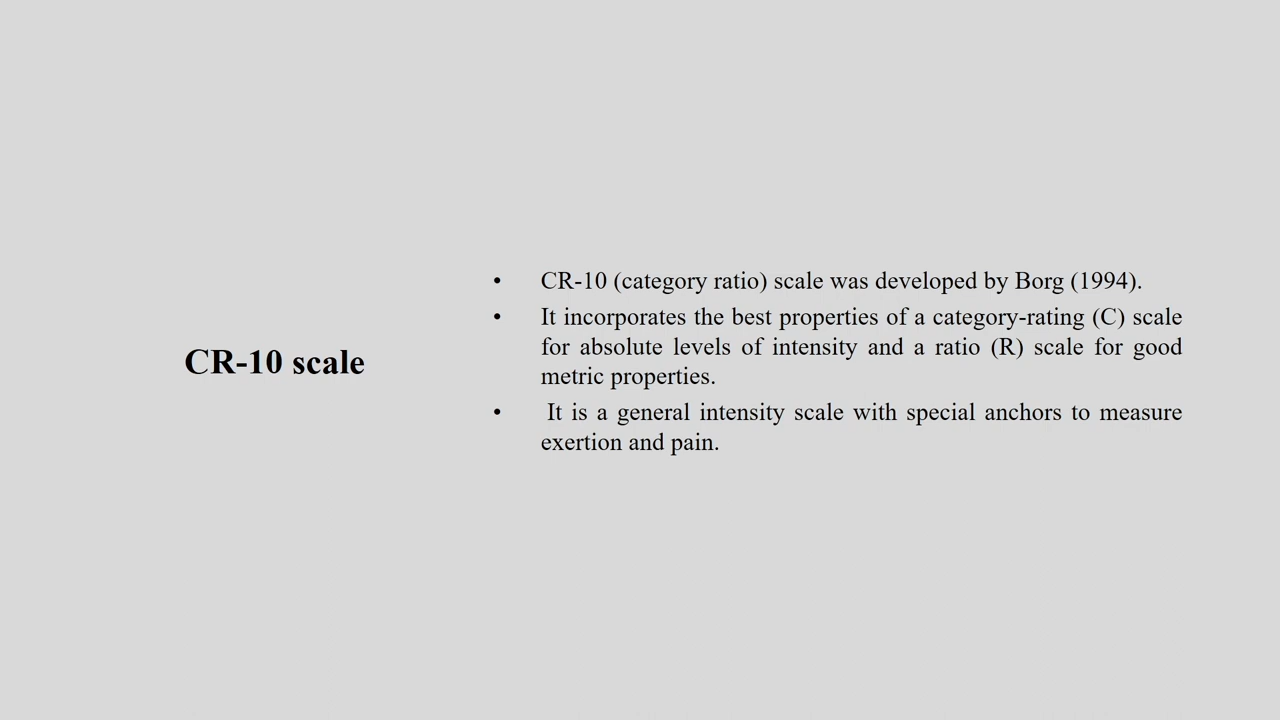 CR-10 scale
• CR-10 (category ratio) scale was developed by Borg (1994).
• It incorporates the best properties of a category-rating (C) scale
for absolute levels of intensity and a ratio (R) scale for good
metric properties.
• It is a general intensity scale with special anchors to measure
exertion and pain.